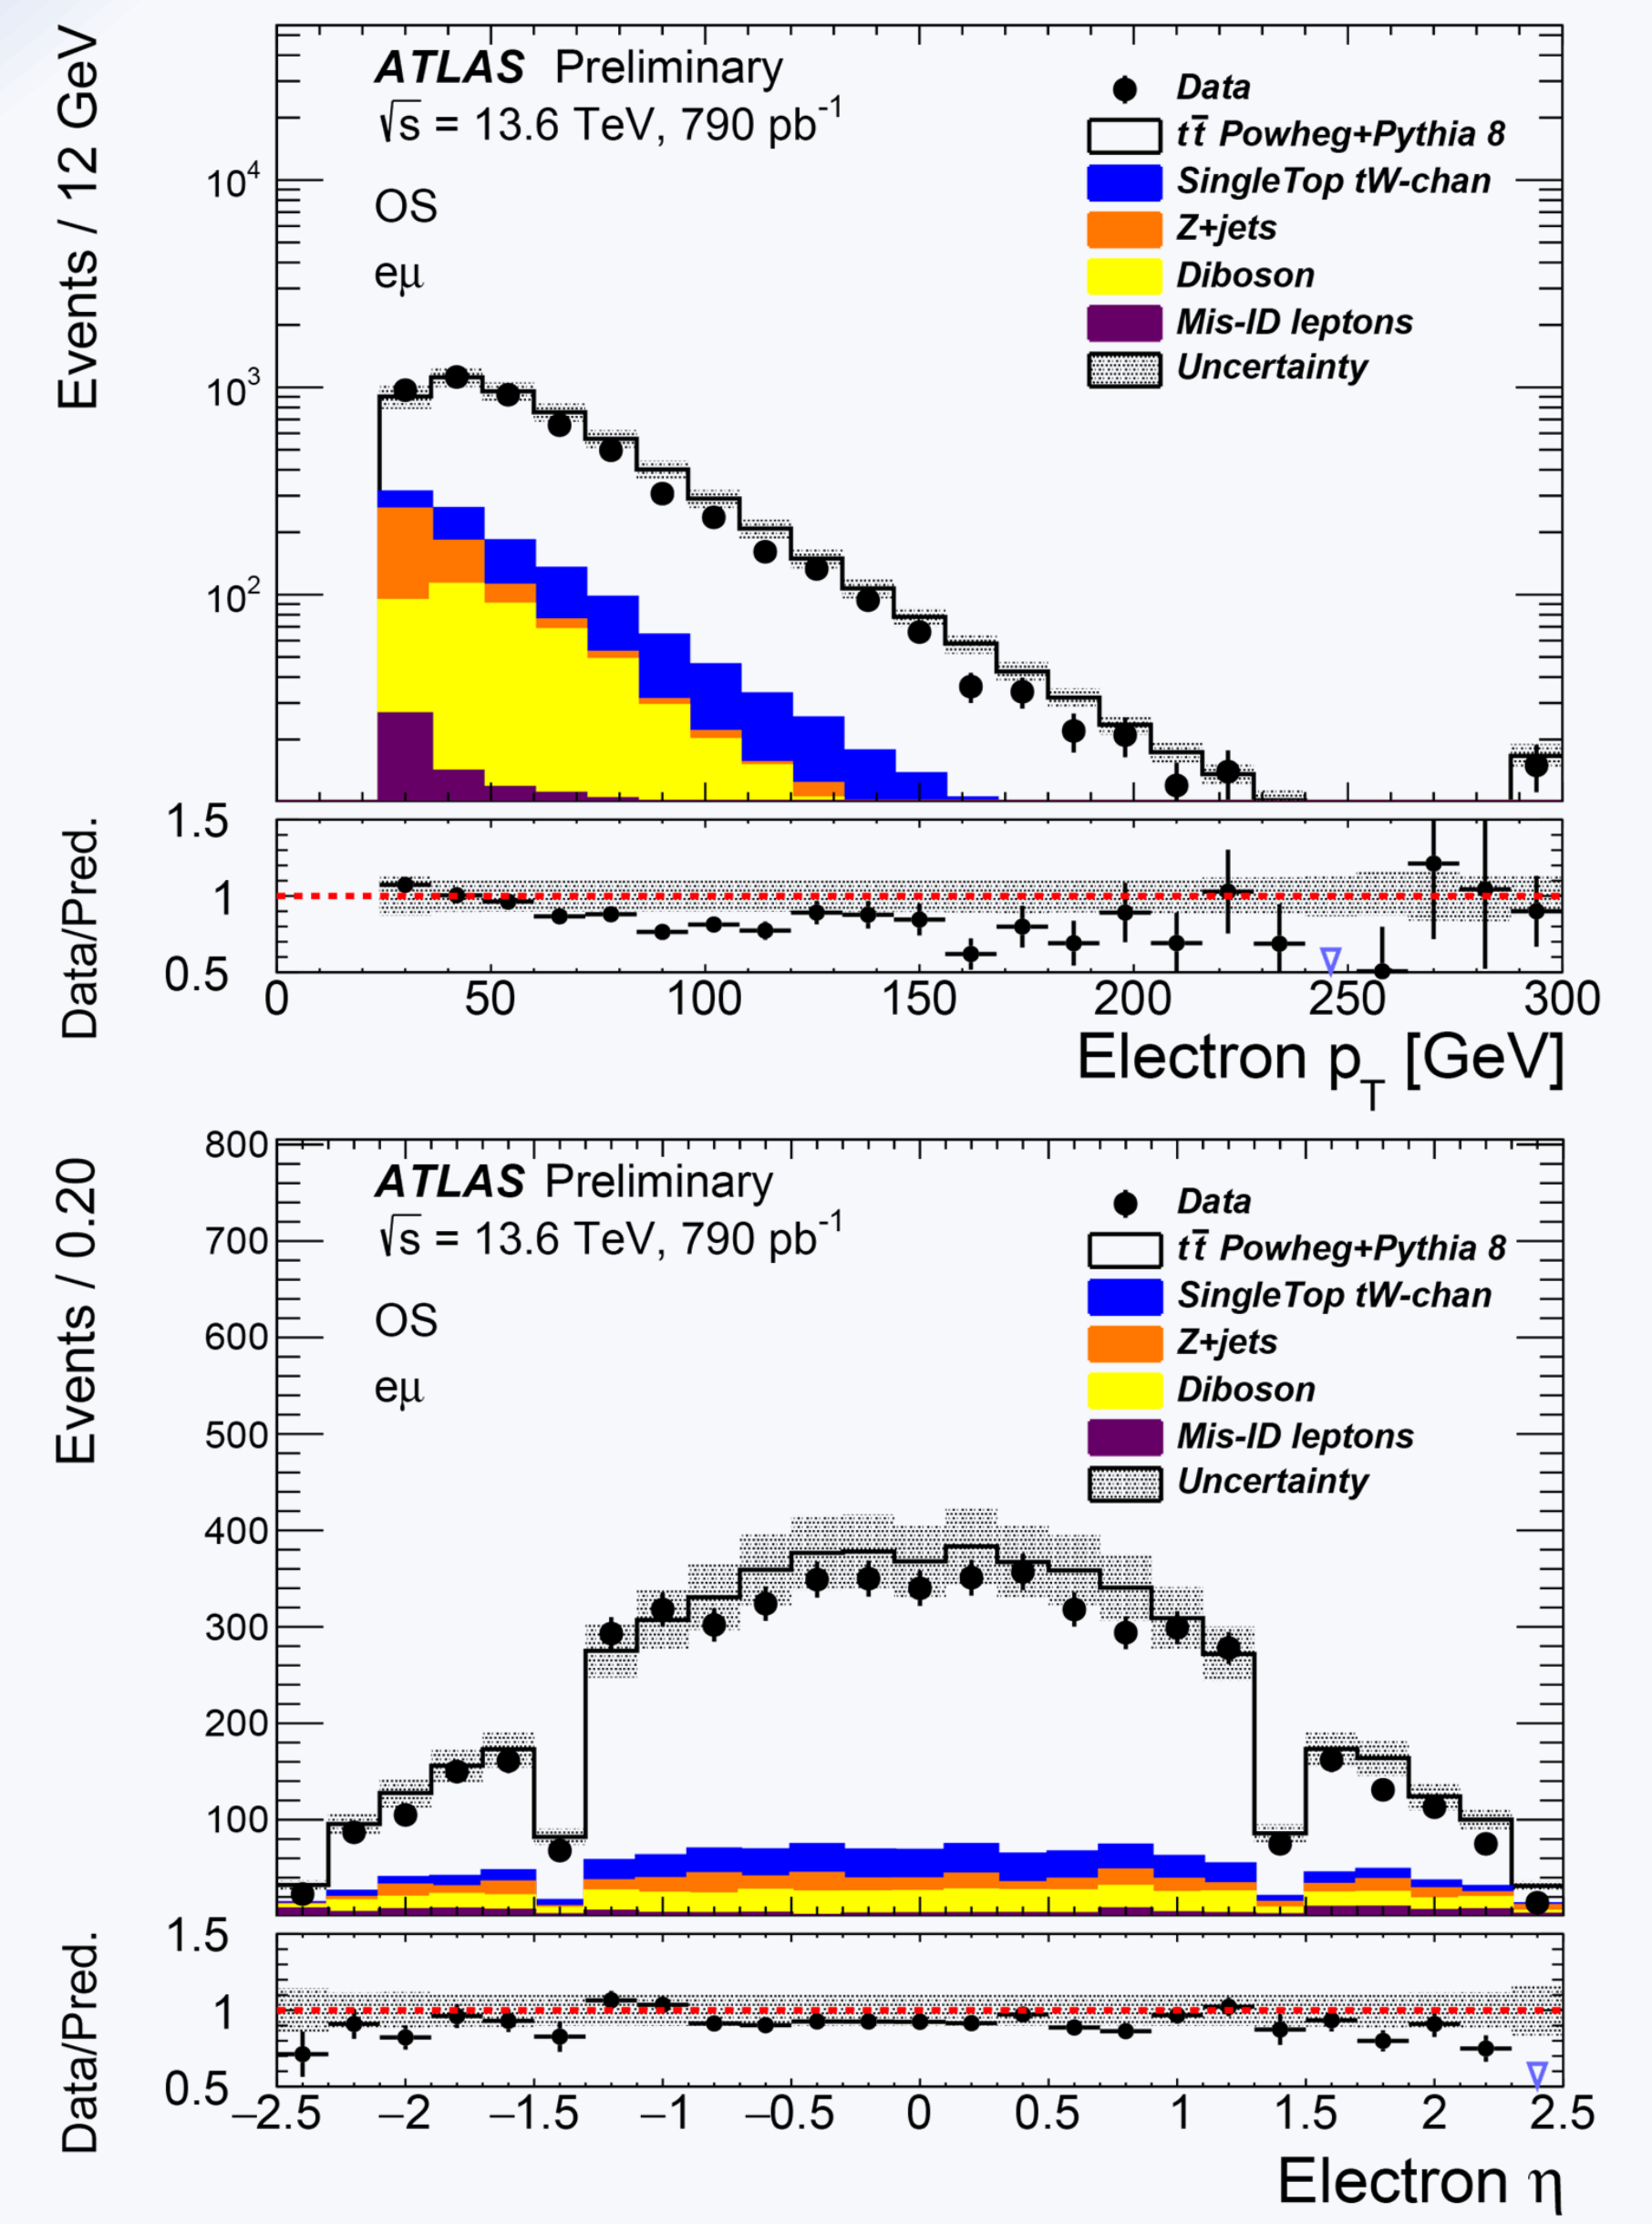 Events / 12 GeV
ATLAS Preliminary
√s = 13.6 TeV, 790 pb⁻¹
OS
eμ
Data
tt̄ Powheg+Pythia 8
SingleTop tW-chan
Z+jets
Diboson
Mis-ID leptons
Uncertainty
10⁴
10³
10²
Data/Pred.
1.5
1
0.5
0 50 100 150 200 250 300
Electron p_T [GeV]
Events / 0.20
ATLAS Preliminary
√s = 13.6 TeV, 790 pb⁻¹
OS
eμ
Data
tt̄ Powheg+Pythia 8
SingleTop tW-chan
Z+jets
Diboson
Mis-ID leptons
Uncertainty
800
700
600
500
400
300
200
100
Data/Pred.
1.5
1
0.5
−2.5 −2 −1.5 −1 −0.5 0 0.5 1 1.5 2 2.5
Electron η